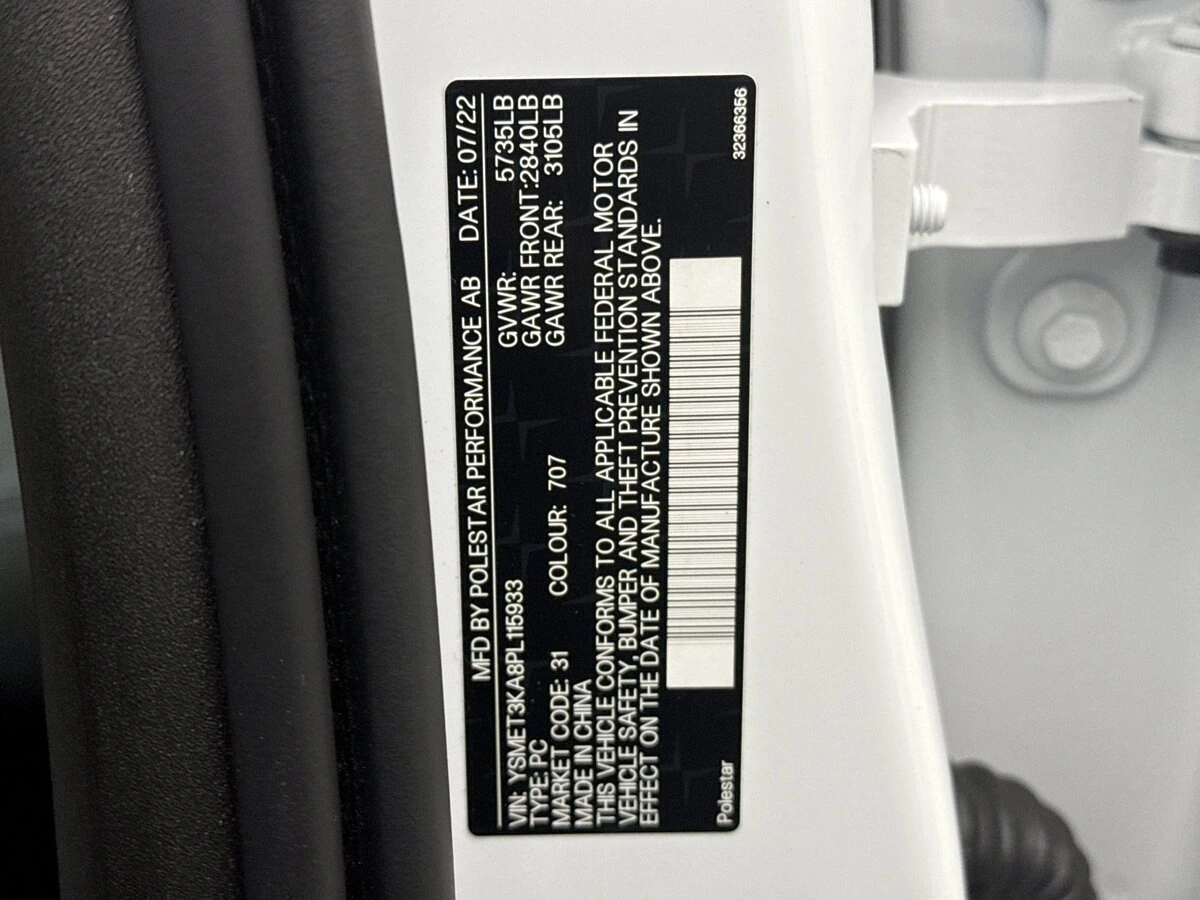 MFD BY POLESTAR PERFORMANCE AB DATE: 07/22
VIN: YSMET3KA8PL115933 GVWR: 5735LB
TYPE: PC GAWR FRONT:2840LB
MARKET CODE: 31 COLOUR: 707 GAWR REAR: 3105LB
MADE IN CHINA
THIS VEHICLE CONFORMS TO ALL APPLICABLE FEDERAL MOTOR
VEHICLE SAFETY, BUMPER AND THEFT PREVENTION STANDARDS IN
EFFECT ON THE DATE OF MANUFACTURE SHOWN ABOVE.
Polestar 32366356